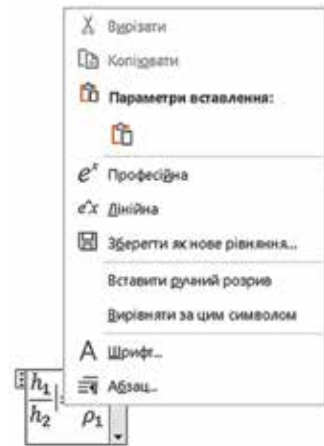 Вирізати
Копіювати
Параметри вставлення:
eˣ Професійна
e^x Лінійна
Зберегти як нове рівняння...
Вставити ручний розрив
Вирівняти за цим символом
A Шрифт...
Абзац...
h₁
h₂
ρ₁